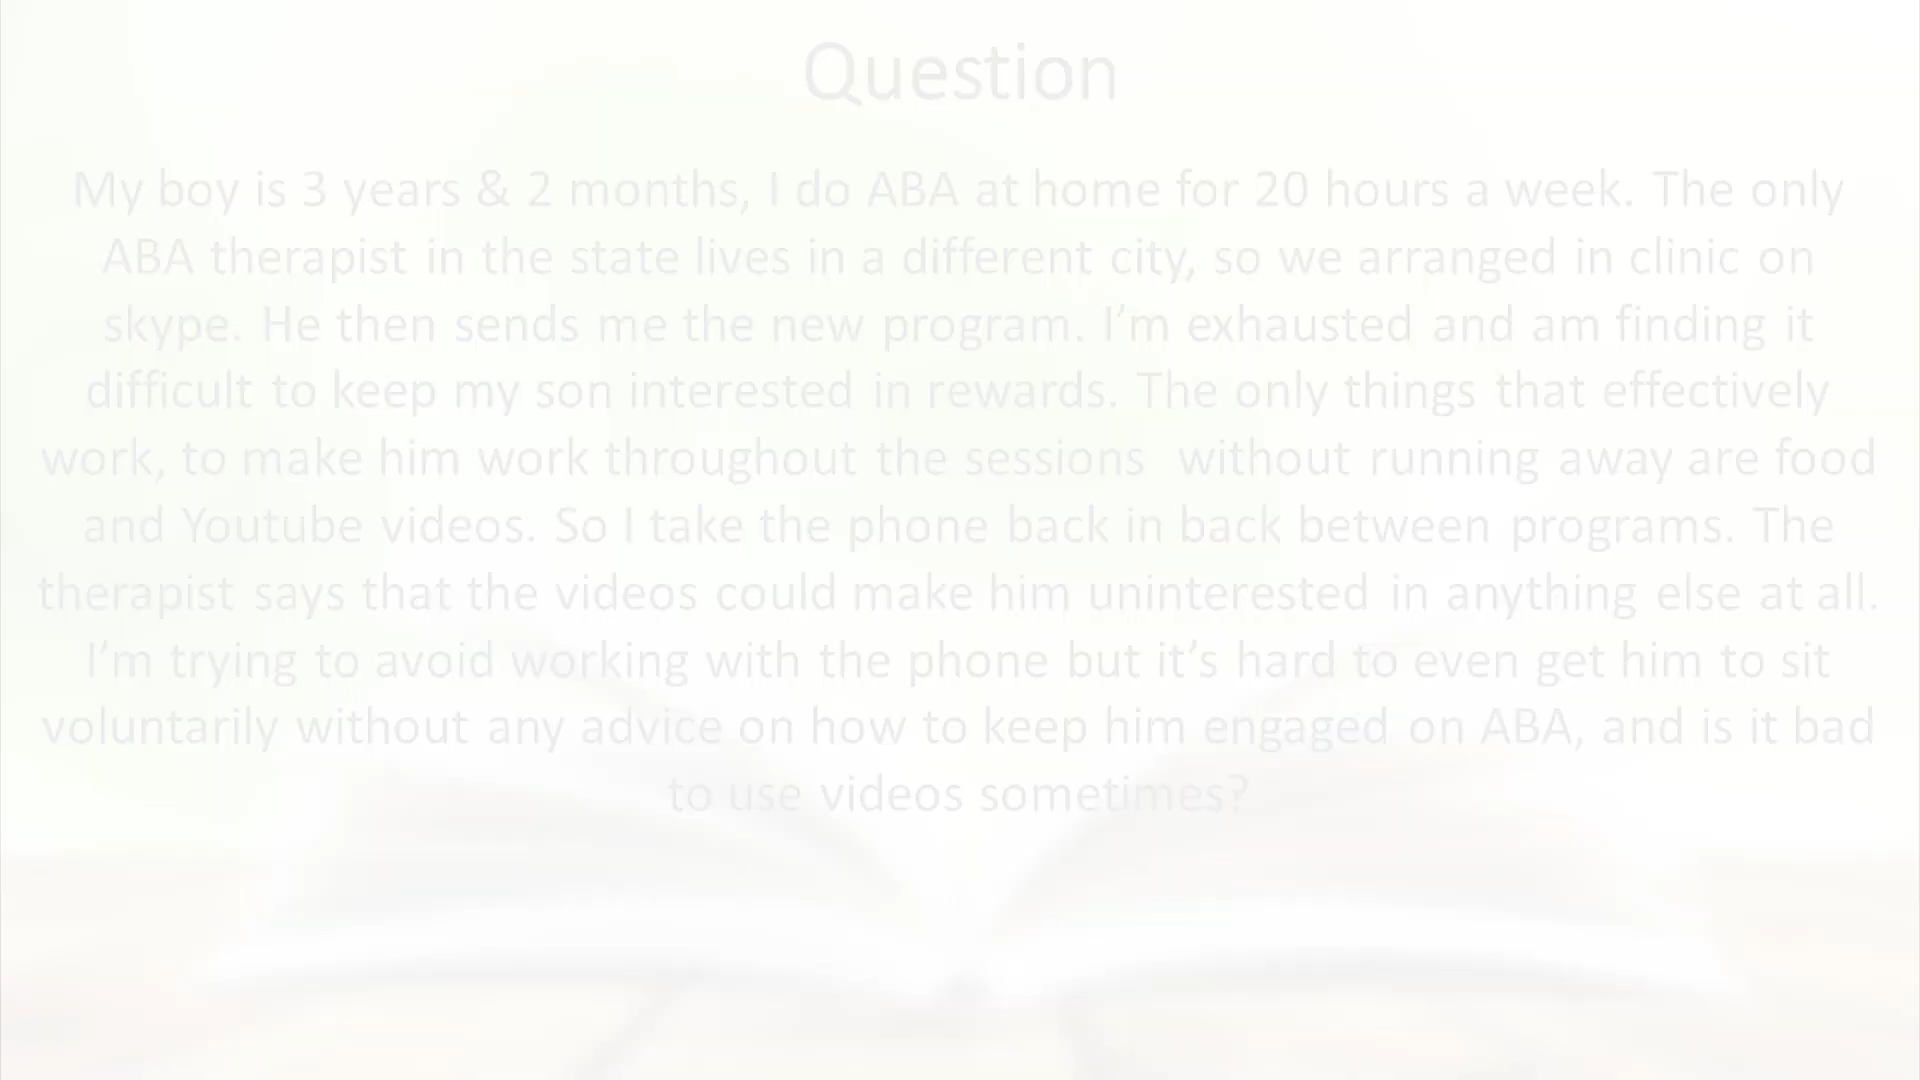 Question
My boy is 3 years & 2 months, I do ABA at home for 20 hours a week. The only
ABA therapist in the state lives in a different city, so we arranged in clinic on
skype. He then sends me the new program. I’m exhausted and am finding it
difficult to keep my son interested in rewards. The only things that effectively
work, to make him work throughout the sessions without running away are food
and Youtube videos. So I take the phone back in back between programs. The
therapist says that the videos could make him uninterested in anything else at all.
I’m trying to avoid working with the phone but it’s hard to even get him to sit
voluntarily without any advice on how to keep him engaged on ABA, and is it bad
to use videos sometimes?